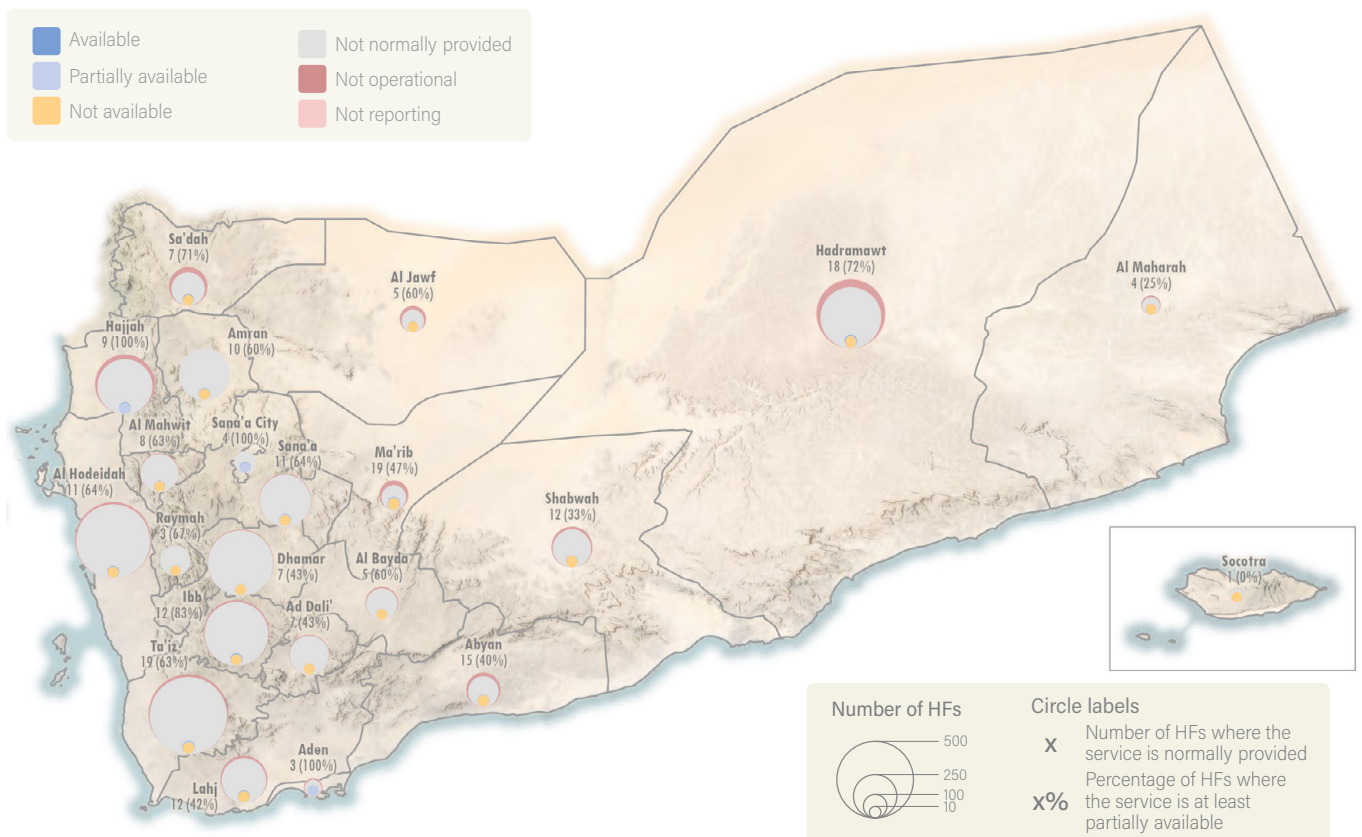 Available
Partially available
Not available
Not normally provided
Not operational
Not reporting
Sa'dah
7 (71%)
Al Jawf
5 (60%)
Hadramawt
18 (72%)
Al Maharah
4 (25%)
Hajjah
9 (100%)
Amran
10 (60%)
Al Mahwit
8 (63%)
Sana'a City
4 (100%)
Sana'a
11 (64%)
Ma'rib
19 (47%)
Al Hodeidah
11 (64%)
Shabwah
12 (33%)
Raymah
3 (67%)
Dhamar
7 (43%)
Al Bayda
5 (60%)
Socotra
1 (0%)
Ibb
12 (83%)
Ad Dali'
7 (43%)
Ta'iz
19 (63%)
Abyan
15 (40%)
Aden
3 (100%)
Lahj
12 (42%)
Number of HFs
500
250
100
10
Circle labels
x Number of HFs where the
service is normally provided
x% Percentage of HFs where
the service is at least
partially available